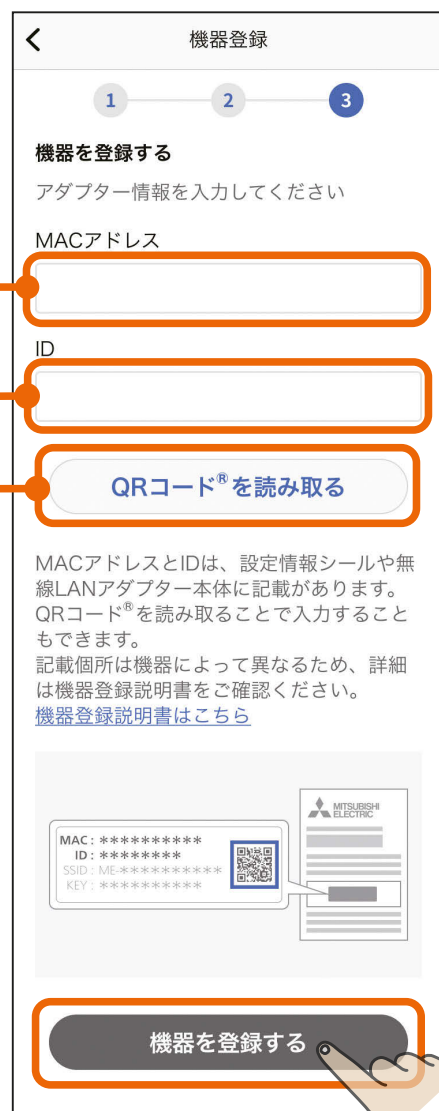 機器登録
1 2 3
機器を登録する
アダプター情報を入力してください
MACアドレス
ID
QRコード®を読み取る
MACアドレスとIDは、設定情報シールや無
線LANアダプター本体に記載があります。
QRコード®を読み取ることで入力すること
もできます。
記載個所は機器によって異なるため、詳細
は機器登録説明書をご確認ください。
機器登録説明書はこちら
MITSUBISHI
ELECTRIC
MAC：**********
ID：********
SSID：ME-**********
KEY：**********
機器を登録する